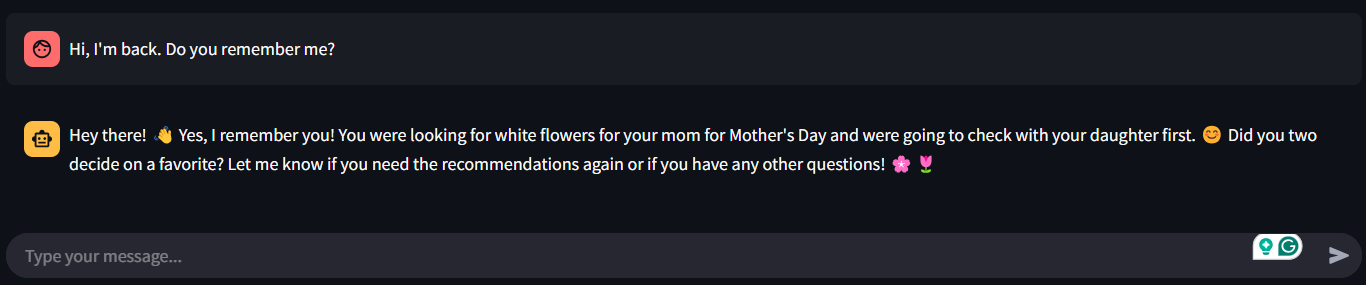 Hi, I'm back. Do you remember me?
Hey there! 👋 Yes, I remember you! You were looking for white flowers for your mom for Mother's Day and were going to check with your daughter first. 😊 Did you two
decide on a favorite? Let me know if you need the recommendations again or if you have any other questions! 🌸 🌷
Type your message...